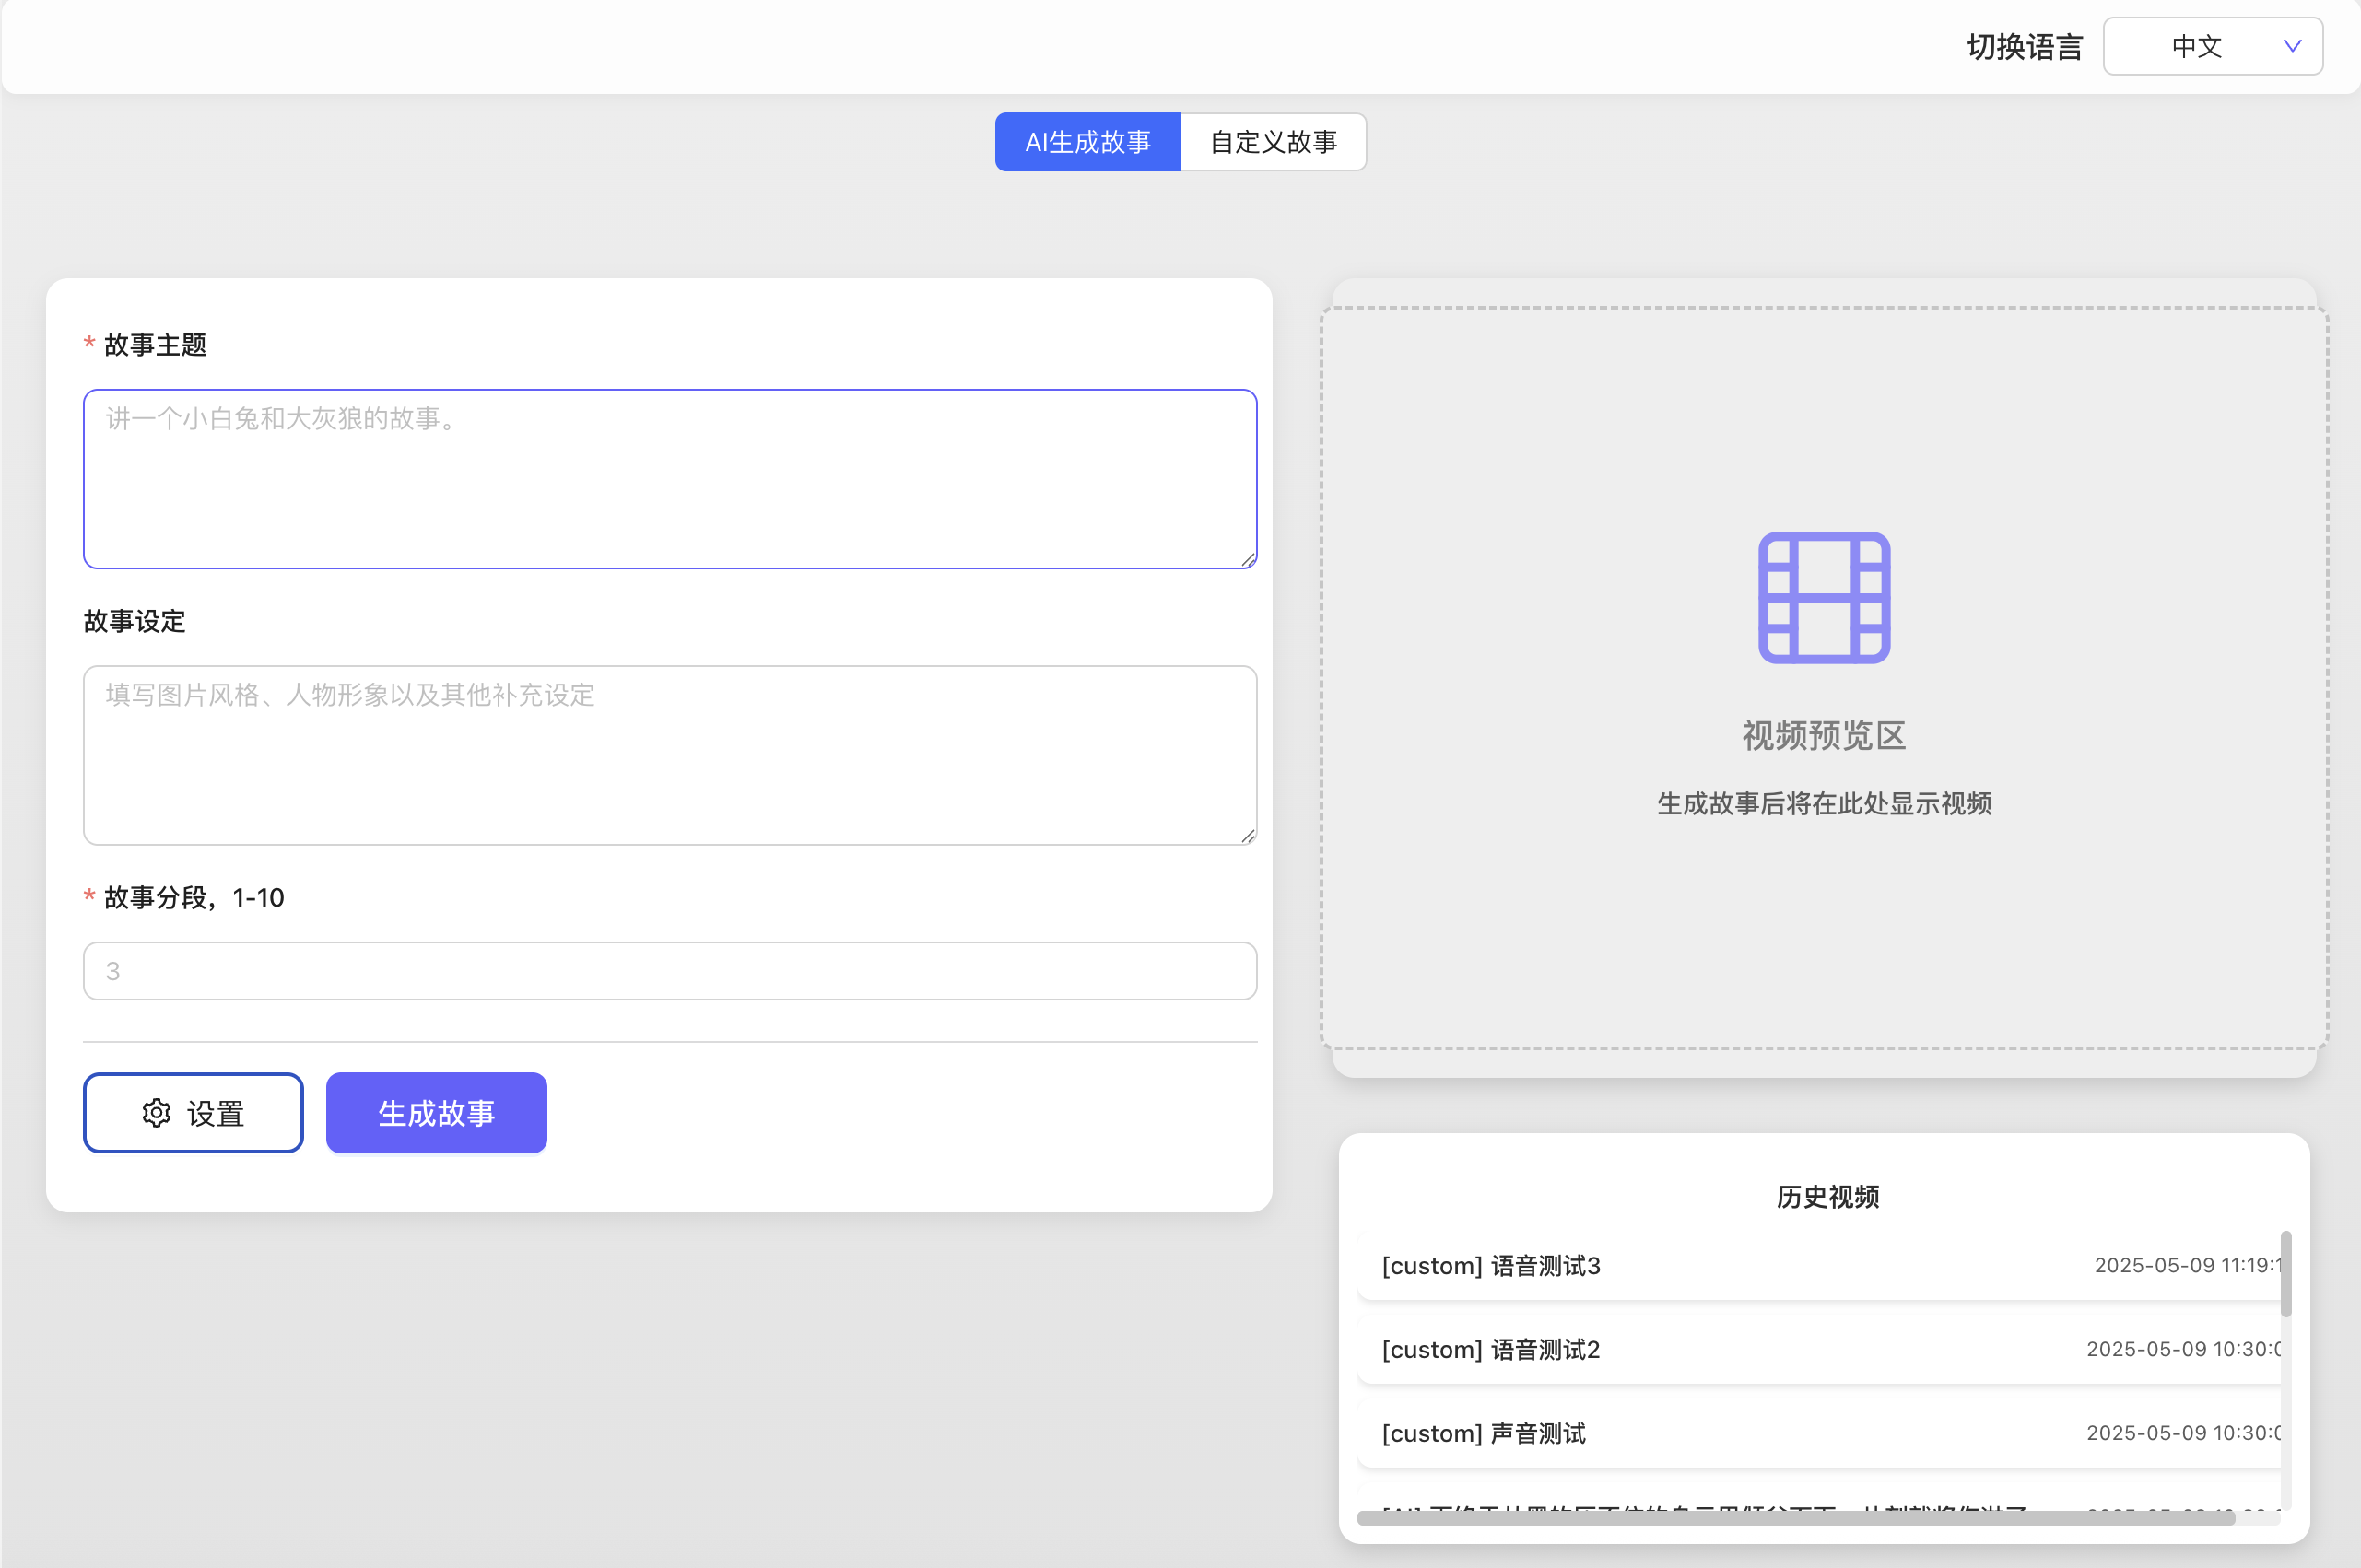 切换语言
中文
AI生成故事
自定义故事
* 故事主题
讲一个小白兔和大灰狼的故事。
故事设定
填写图片风格、人物形象以及其他补充设定
* 故事分段，1-10
3
设置
生成故事
视频预览区
生成故事后将在此处显示视频
历史视频
[custom] 语音测试3
2025-05-09 11:19:1
[custom] 语音测试2
2025-05-09 10:30:0
[custom] 声音测试
2025-05-09 10:30:0